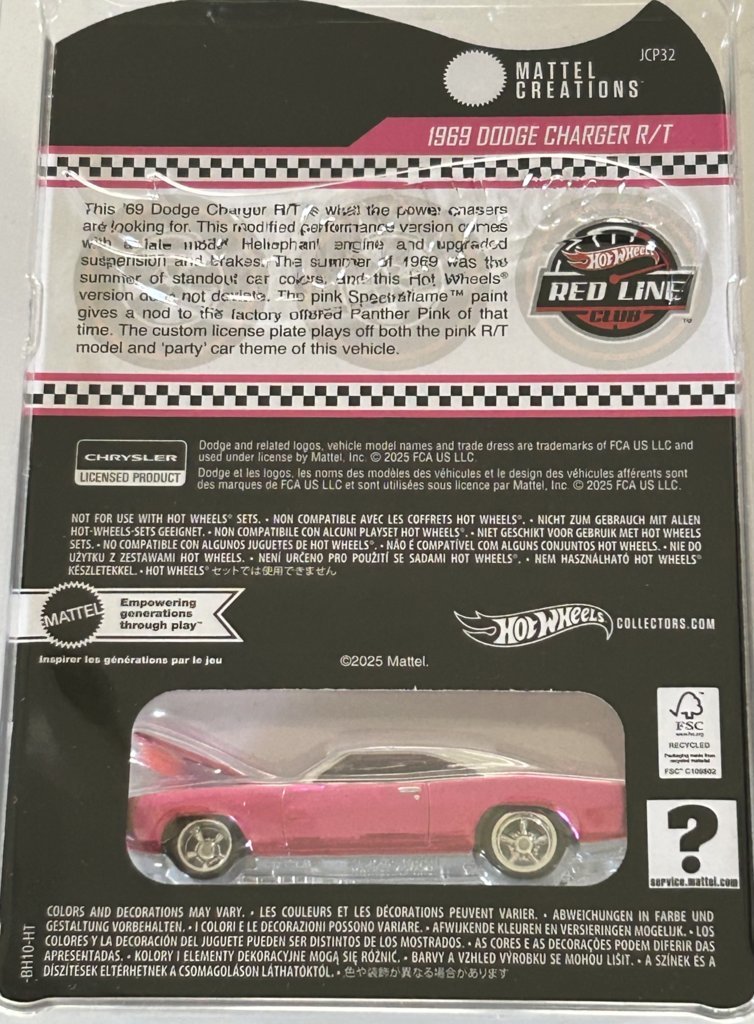 JCP32
MATTEL
CREATIONS
1969 DODGE CHARGER R/T
This '69 Dodge Charger R/T is what the power chasers
are looking for. This modified performance version comes
with a late model Hellephant engine and upgraded
suspension and brakes. The summer of 1969 was the
summer of standout car colors, and this Hot Wheels®
version does not deviate. The pink Spectraflame™ paint
gives a nod to the factory offered Panther Pink of that
time. The custom license plate plays off both the pink R/T
model and 'party' car theme of this vehicle.
Hot Wheels
RED LINE
CLUB
TM
CHRYSLER
LICENSED PRODUCT
Dodge and related logos, vehicle model names and trade dress are trademarks of FCA US LLC and
used under license by Mattel, Inc. © 2025 FCA US LLC.
Dodge et les logos, les noms des modèles des véhicules et le design des véhicules afférents sont
des marques de FCA US LLC et sont utilisées sous licence par Mattel, Inc. © 2025 FCA US LLC.
NOT FOR USE WITH HOT WHEELS® SETS. • NON COMPATIBLE AVEC LES COFFRETS HOT WHEELS®. • NICHT ZUM GEBRAUCH MIT ALLEN
HOT-WHEELS-SETS GEEIGNET. • NON COMPATIBILE CON ALCUNI PLAYSET HOT WHEELS®. • NIET GESCHIKT VOOR GEBRUIK MET HOT WHEELS
SETS. • NO COMPATIBLE CON ALGUNOS JUGUETES DE HOT WHEELS®. • NÃO É COMPATÍVEL COM ALGUNS CONJUNTOS HOT WHEELS. • NIE DO
UŻYTKU Z ZESTAWAMI HOT WHEELS. • NENÍ URČENO PRO POUŽITÍ SE SADAMI HOT WHEELS®. • NEM HASZNÁLHATÓ HOT WHEELS®
KÉSZLETEKKEL. • HOT WHEELS® セットでは使用できません
MATTEL
Empowering
generations
through play™
Inspirer les générations par le jeu
Hot Wheels COLLECTORS.COM
©2025 Mattel.
FSC
www.fsc.org
RECYCLED
Packaging made from
recycled material
FSC™ C109802
?
service.mattel.com
COLORS AND DECORATIONS MAY VARY. • LES COULEURS ET LES DÉCORATIONS PEUVENT VARIER. • ABWEICHUNGEN IN FARBE UND
GESTALTUNG VORBEHALTEN. • I COLORI E LE DECORAZIONI POSSONO VARIARE. • AFWIJKENDE KLEUREN EN VERSIERINGEN MOGELIJK. • LOS
COLORES Y LA DECORACIÓN DEL JUGUETE PUEDEN SER DISTINTOS DE LOS MOSTRADOS. • AS CORES E AS DECORAÇÕES PODEM DIFERIR DAS
APRESENTADAS. • KOLORY I ELEMENTY DEKORACYJNE MOGĄ SIĘ RÓŻNIĆ. • BARVY A VZHLED VÝROBKU SE MOHOU LIŠIT. • A SZÍNEK ÉS A
DÍSZÍTÉSEK ELTÉRHETNEK A CSOMAGOLÁSON LÁTHATÓKTÓL. • 色や装飾が異なる場合があります
-BH10-HT